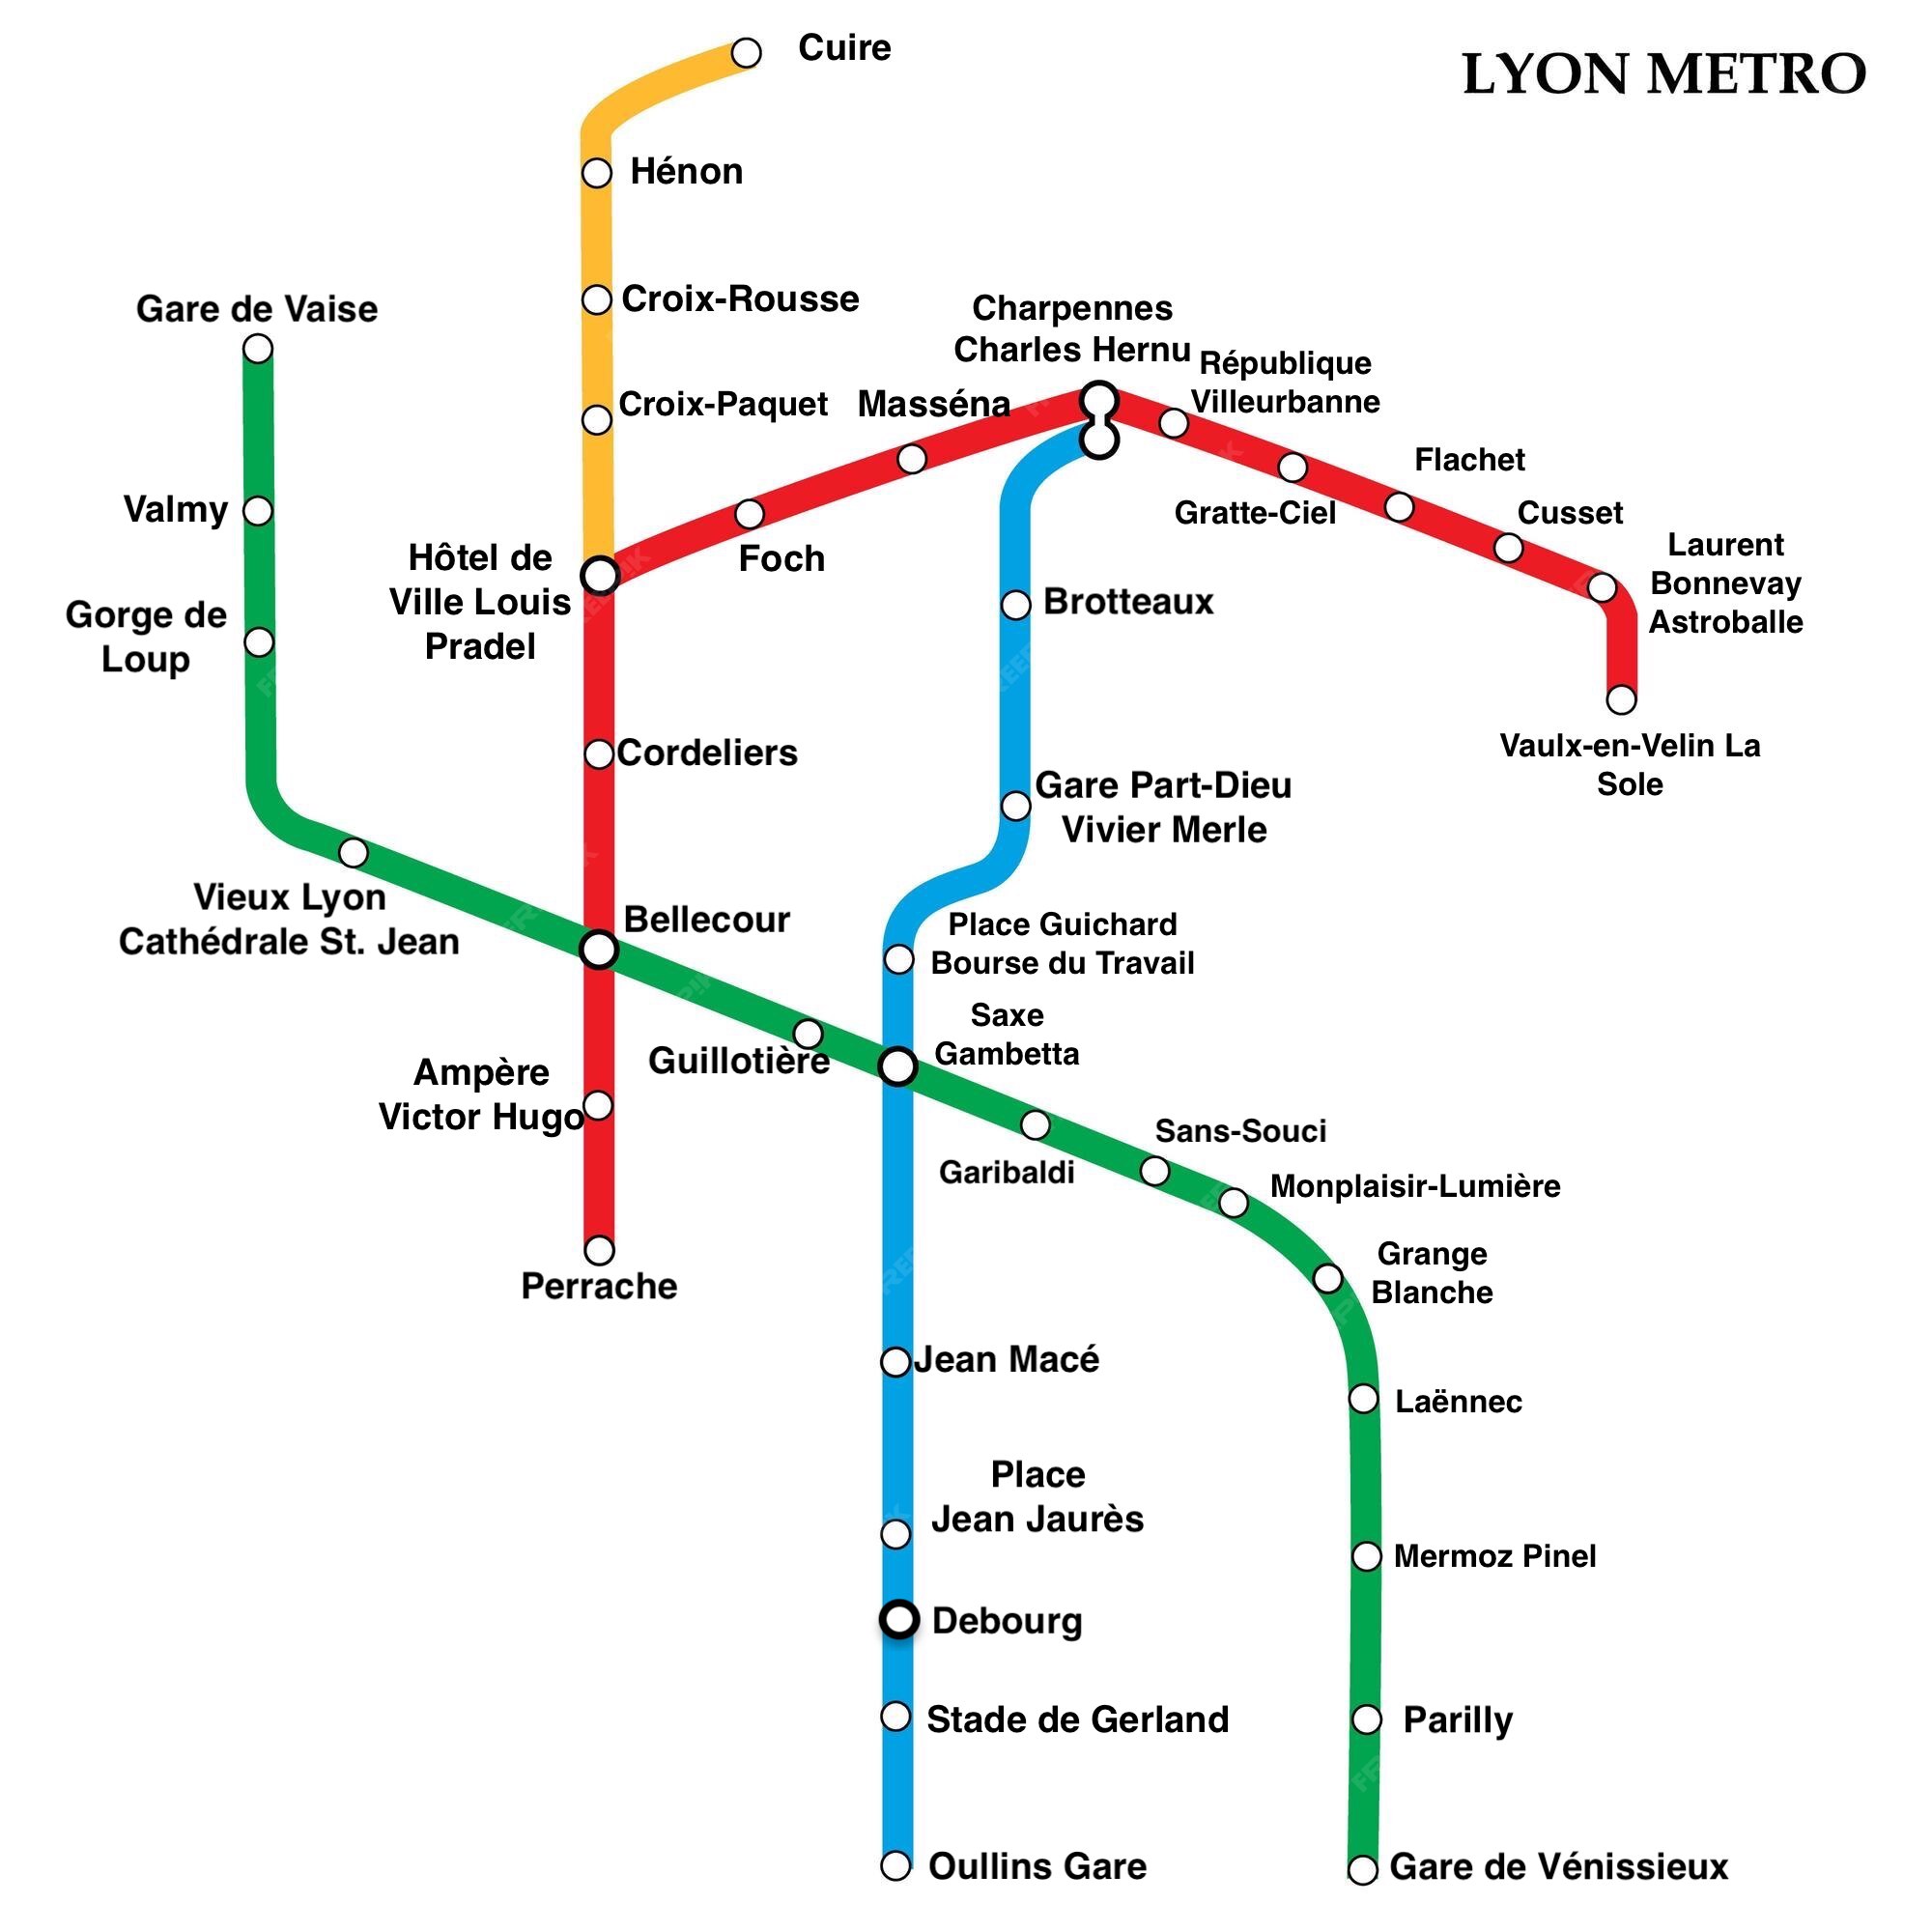 LYON METRO
Cuire
Hénon
Croix-Rousse
Croix-Paquet
Gare de Vaise
Valmy
Gorge de
Loup
Vieux Lyon
Cathédrale St. Jean
Hôtel de
Ville Louis
Pradel
Foch
Masséna
Charpennes
Charles Hernu
République
Villeurbanne
Gratte-Ciel
Flachet
Cusset
Laurent
Bonnevay
Astroballe
Vaulx-en-Velin La
Sole
Brotteaux
Gare Part-Dieu
Vivier Merle
Cordeliers
Bellecour
Place Guichard
Bourse du Travail
Saxe
Gambetta
Guillotière
Ampère
Victor Hugo
Perrache
Garibaldi
Sans-Souci
Monplaisir-Lumière
Grange
Blanche
Laënnec
Mermoz Pinel
Parilly
Gare de Vénissieux
Jean Macé
Place
Jean Jaurès
Debourg
Stade de Gerland
Oullins Gare